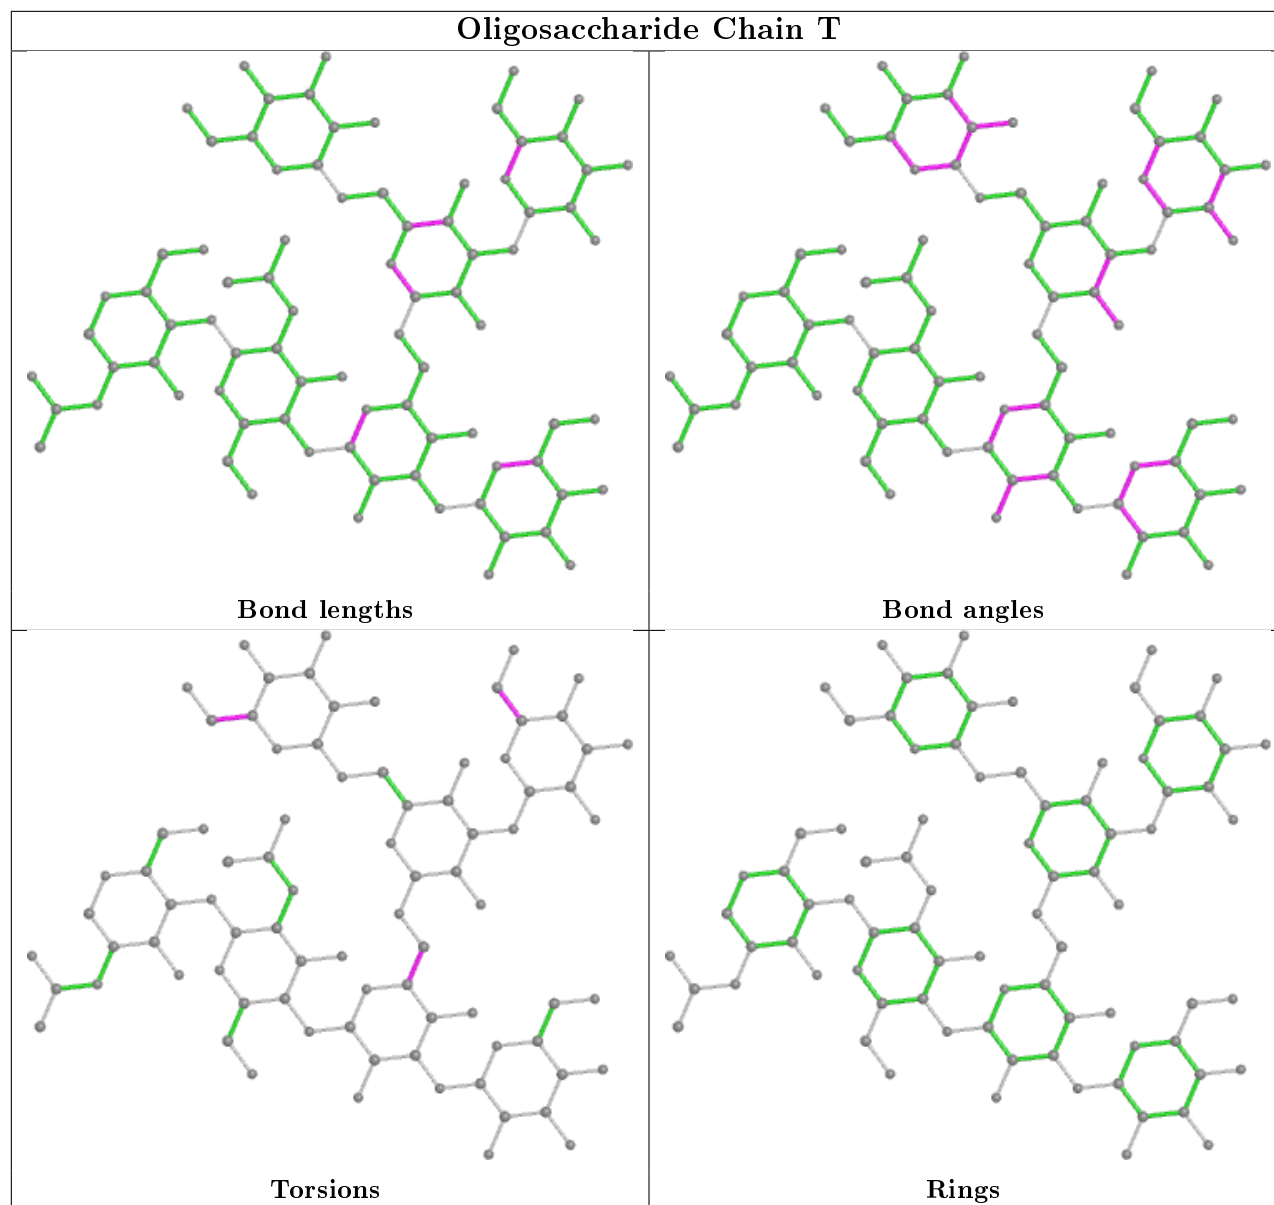 Oligosaccharide Chain T
Bond lengths
Bond angles
Torsions
Rings